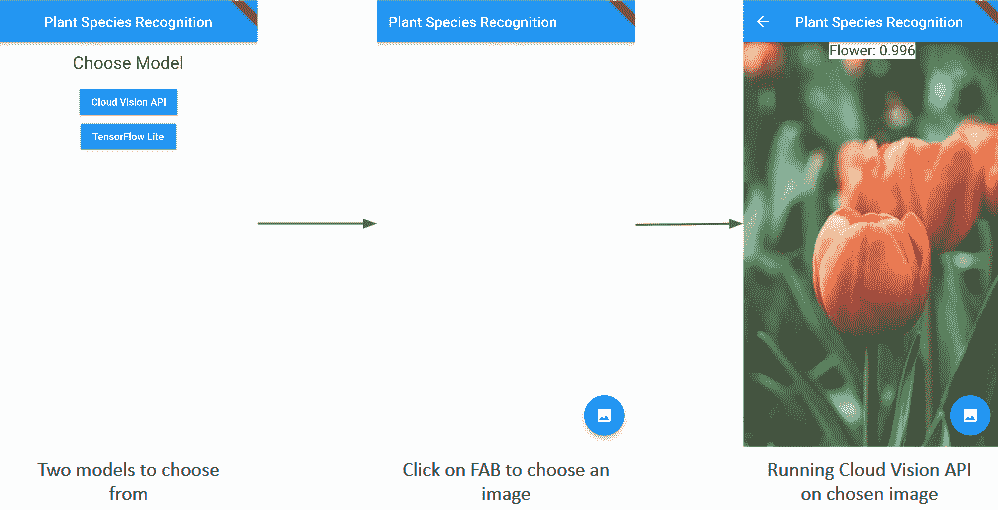 Plant Species Recognition
Choose Model
Cloud Vision API
TensorFlow Lite
Two models to choose
from
Plant Species Recognition
Click on FAB to choose an
image
Plant Species Recognition
Flower: 0.996
Running Cloud Vision API
on chosen image